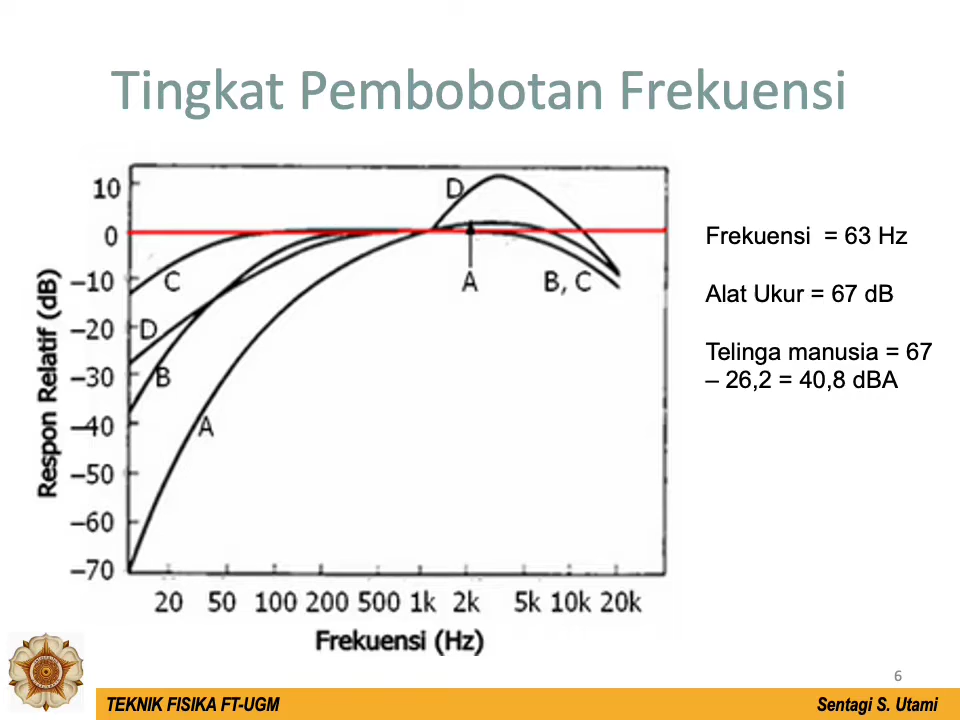 Tingkat Pembobotan Frekuensi
10
0
–10
–20
–30
–40
–50
–60
–70
Respon Relatif (dB)
D
C
A
B, C
D
B
A
20 50 100 200 500 1k 2k 5k 10k 20k
Frekuensi (Hz)
Frekuensi = 63 Hz
Alat Ukur = 67 dB
Telinga manusia = 67
– 26,2 = 40,8 dBA
6
TEKNIK FISIKA FT-UGM
Sentagi S. Utami